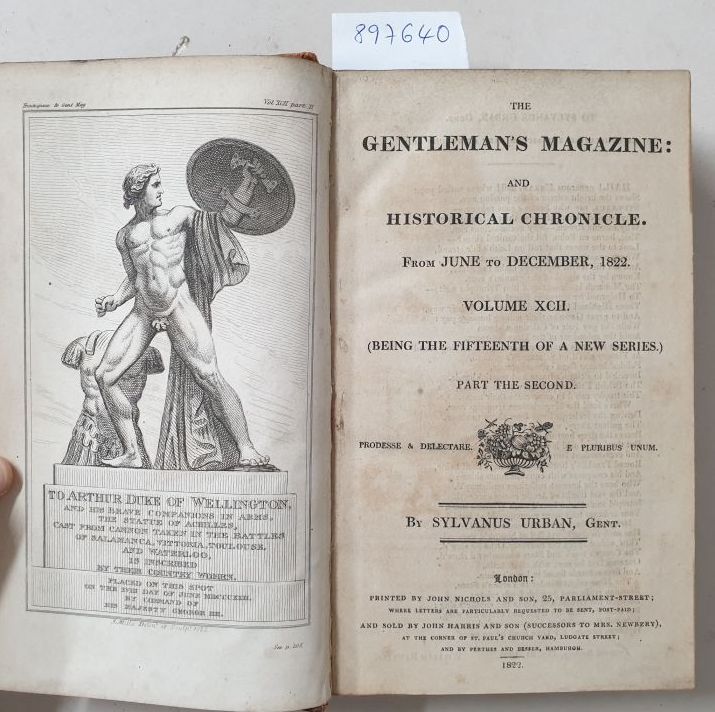 897640
Vol XCII part II
TO ARTHUR DUKE OF WELLINGTON,
AND HIS BRAVE COMPANIONS IN ARMS,
THE STATUE OF ACHILLES,
CAST FROM CANNON TAKEN IN THE BATTLES
OF SALAMANCA, VITTORIA, TOULOUSE,
AND WATERLOO,
IS INSCRIBED
BY THEIR COUNTRY WOMEN.
PLACED ON THIS SPOT
ON THE XVIII DAY OF JUNE MDCCCXXII.
BY COMMAND OF
HIS MAJESTY GEORGE IIII.
See p.
THE
GENTLEMAN'S MAGAZINE:
AND
HISTORICAL CHRONICLE.
FROM JUNE TO DECEMBER, 1822.
VOLUME XCII.
(BEING THE FIFTEENTH OF A NEW SERIES.)
PART THE SECOND.
PRODESSE & DELECTARE. E PLURIBUS UNUM.
BY SYLVANUS URBAN, GENT.
London:
PRINTED BY JOHN NICHOLS AND SON, 25, PARLIAMENT-STREET;
WHERE LETTERS ARE PARTICULARLY REQUESTED TO BE SENT, POST-PAID;
AND SOLD BY JOHN HARRIS AND SON (SUCCESSORS TO MRS. NEWBERY),
AT THE CORNER OF ST. PAUL'S CHURCH YARD, LUDGATE STREET;
AND BY PERTHES AND BESSER, HAMBURGH.
1822.